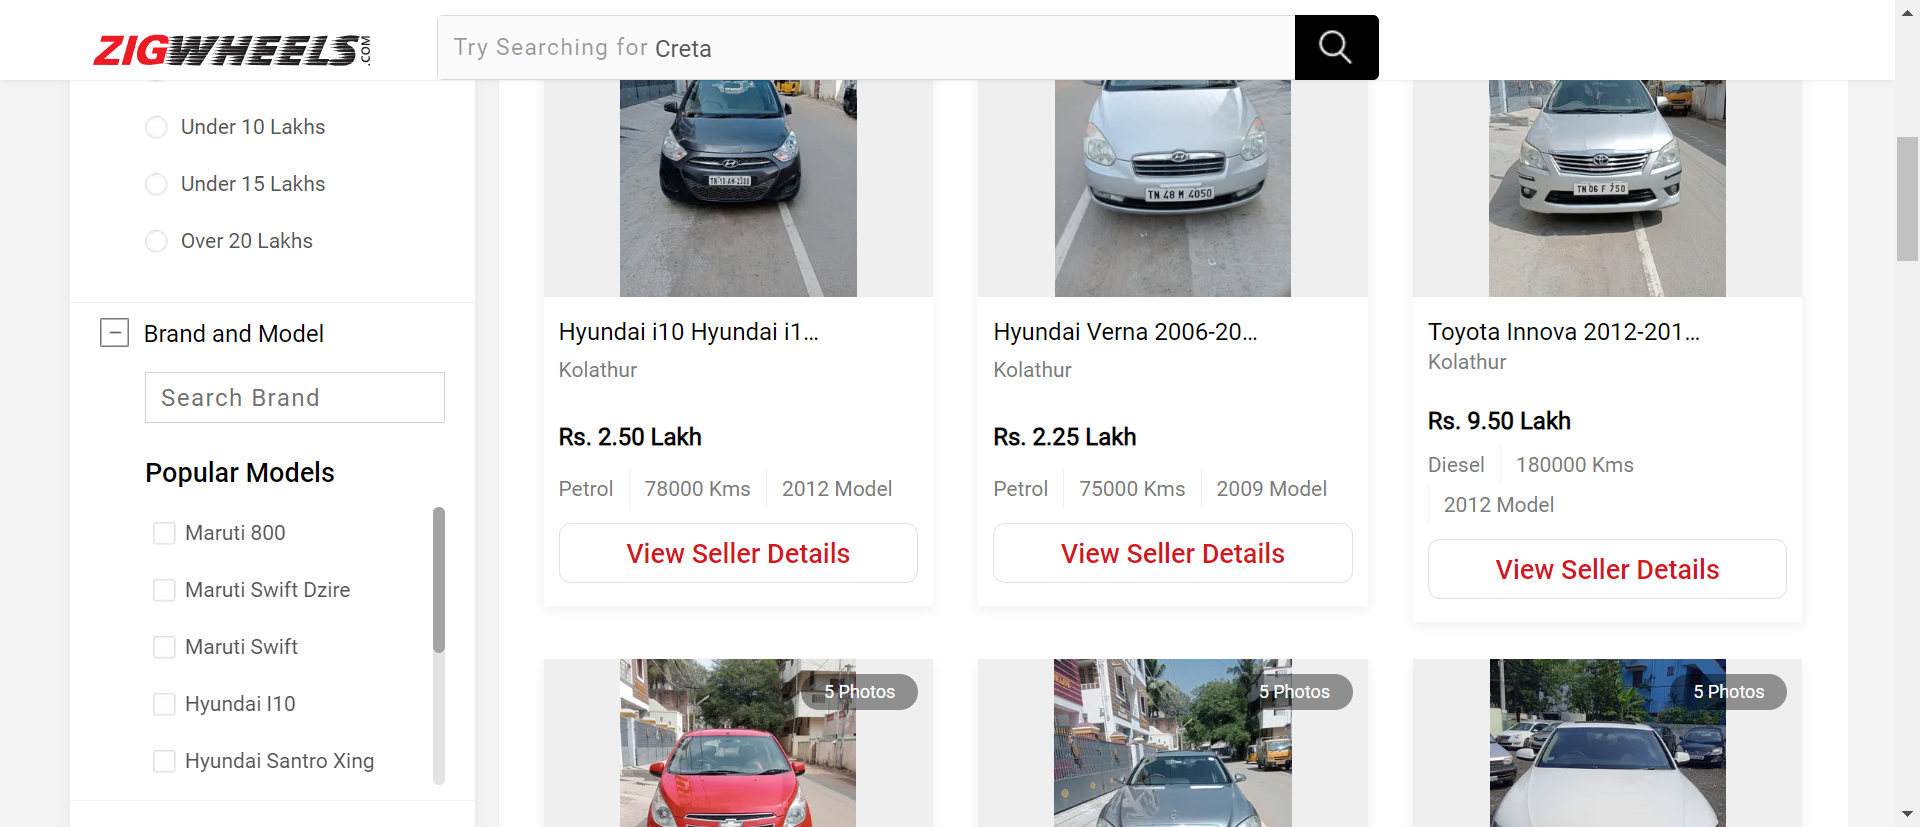 ZIGWHEELS.COM
Try Searching for Creta
Under 10 Lakhs
Under 15 Lakhs
Over 20 Lakhs
Brand and Model
Search Brand
Popular Models
Maruti 800
Maruti Swift Dzire
Maruti Swift
Hyundai I10
Hyundai Santro Xing
TN 48 M 4050
TN 06 F 750
Hyundai i10 Hyundai i1...
Kolathur
Rs. 2.50 Lakh
Petrol 78000 Kms 2012 Model
View Seller Details
Hyundai Verna 2006-20...
Kolathur
Rs. 2.25 Lakh
Petrol 75000 Kms 2009 Model
View Seller Details
Toyota Innova 2012-201...
Kolathur
Rs. 9.50 Lakh
Diesel 180000 Kms
2012 Model
View Seller Details
5 Photos
5 Photos
5 Photos